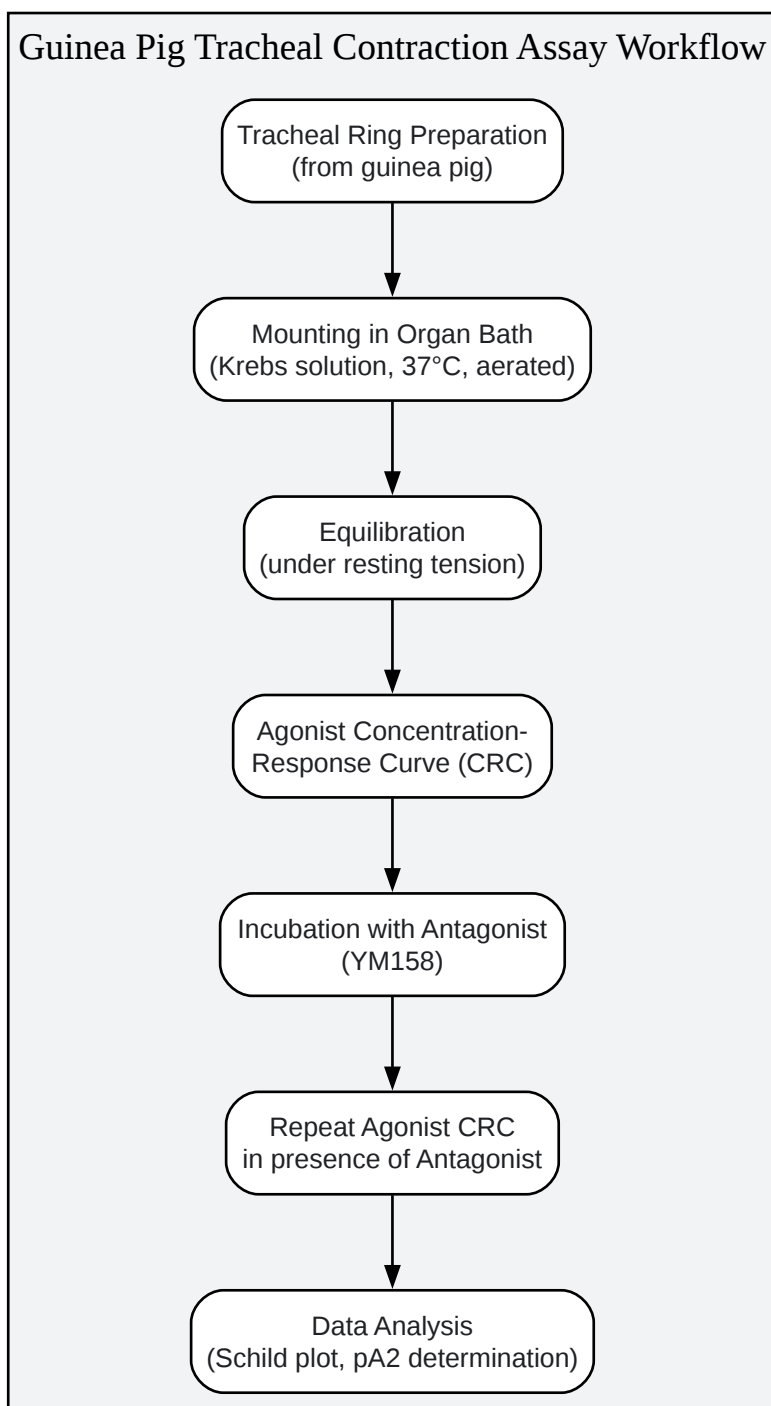 Guinea Pig Tracheal Contraction Assay Workflow
Tracheal Ring Preparation
(from guinea pig)
Mounting in Organ Bath
(Krebs solution, 37°C, aerated)
Equilibration
(under resting tension)
Agonist Concentration-
Response Curve (CRC)
Incubation with Antagonist
(YM158)
Repeat Agonist CRC
in presence of Antagonist
Data Analysis
(Schild plot, pA2 determination)